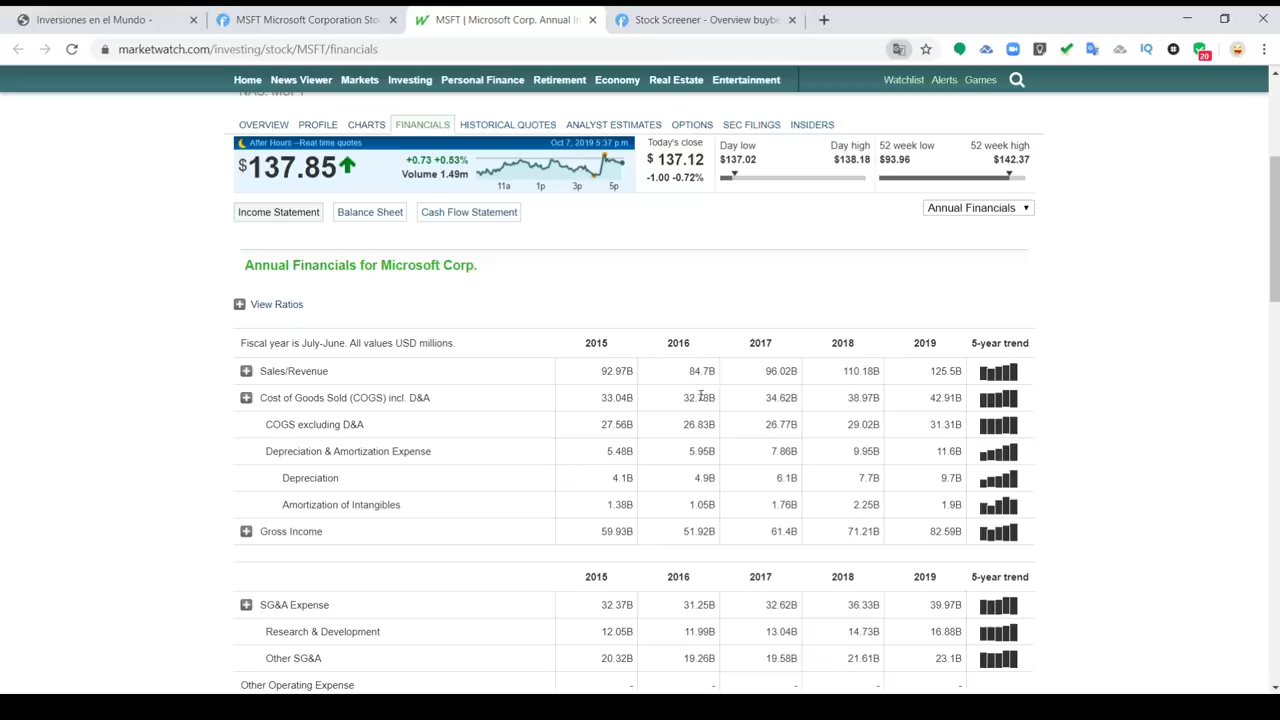 Inversiones en el Mundo -
MSFT Microsoft Corporation Sto
MSFT | Microsoft Corp. Annual In
Stock Screener - Overview buybe
marketwatch.com/investing/stock/MSFT/financials
IQ
20
Home News Viewer Markets Investing Personal Finance Retirement Economy Real Estate Entertainment
Watchlist Alerts Games
NAS: MSFT
OVERVIEW PROFILE CHARTS FINANCIALS HISTORICAL QUOTES ANALYST ESTIMATES OPTIONS SEC FILINGS INSIDERS
After Hours --Real time quotes Oct 7, 2019 5:37 p.m.
$137.85
+0.73 +0.53%
Volume 1.49m
11a 1p 3p 5p
Today's close
$ 137.12
-1.00 -0.72%
Day low Day high
$137.02 $138.18
52 week low 52 week high
$93.96 $142.37
Income Statement Balance Sheet Cash Flow Statement
Annual Financials
Annual Financials for Microsoft Corp.
View Ratios
Fiscal year is July-June. All values USD millions. 2015 2016 2017 2018 2019 5-year trend
Sales/Revenue 92.97B 84.7B 96.02B 110.18B 125.5B
Cost of Goods Sold (COGS) incl. D&A 33.04B 34.62B 38.97B 42.91B
COGS excluding D&A 27.56B 26.83B 26.77B 29.02B 31.31B
Depreciation & Amortization Expense 5.48B 5.95B 7.86B 9.95B 11.6B
Depreciation 4.1B 4.9B 6.1B 7.7B 9.7B
Amortization of Intangibles 1.38B 1.05B 1.76B 2.25B 1.9B
Gross Income 59.93B 51.92B 61.4B 71.21B 82.59B
2015 2016 2017 2018 2019 5-year trend
SG&A Expense 32.37B 31.25B 32.62B 36.33B 39.97B
Research & Development 12.05B 11.99B 13.04B 14.73B 16.88B
Other SG&A 20.32B 19.26B 19.58B 21.61B 23.1B
Other Operating Expense - - - - -